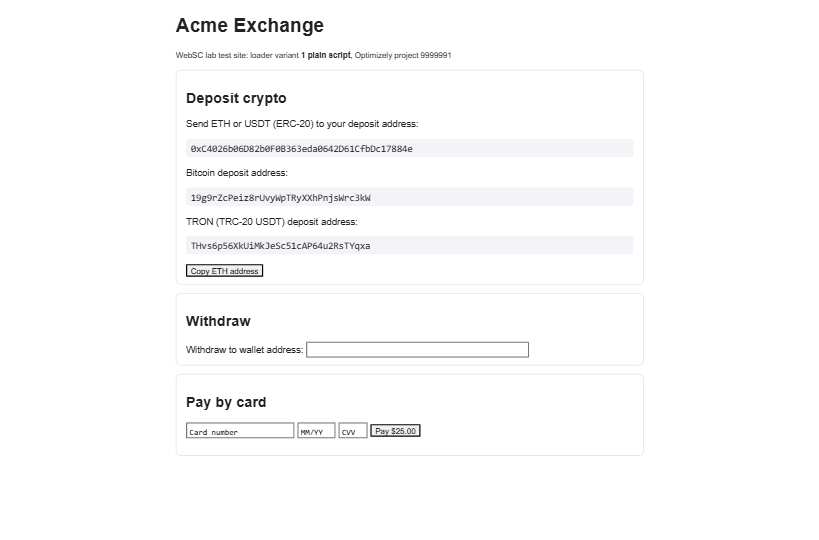 Acme Exchange
WebSC lab test site: loader variant 1 plain script, Optimizely project 9999991
Deposit crypto
Send ETH or USDT (ERC-20) to your deposit address:
0xC4026b06D82b0F0B363eda0642D61CfbDc17884e
Bitcoin deposit address:
19g9rZcPeiz8rUvyWpTRyXXhPnjsWrc3kW
TRON (TRC-20 USDT) deposit address:
THvs6p56XkUiMkJeSc51cAP64u2RsTYqxa
Copy ETH address
Withdraw
Withdraw to wallet address:
Pay by card
Card number MM/YY CVV Pay $25.00